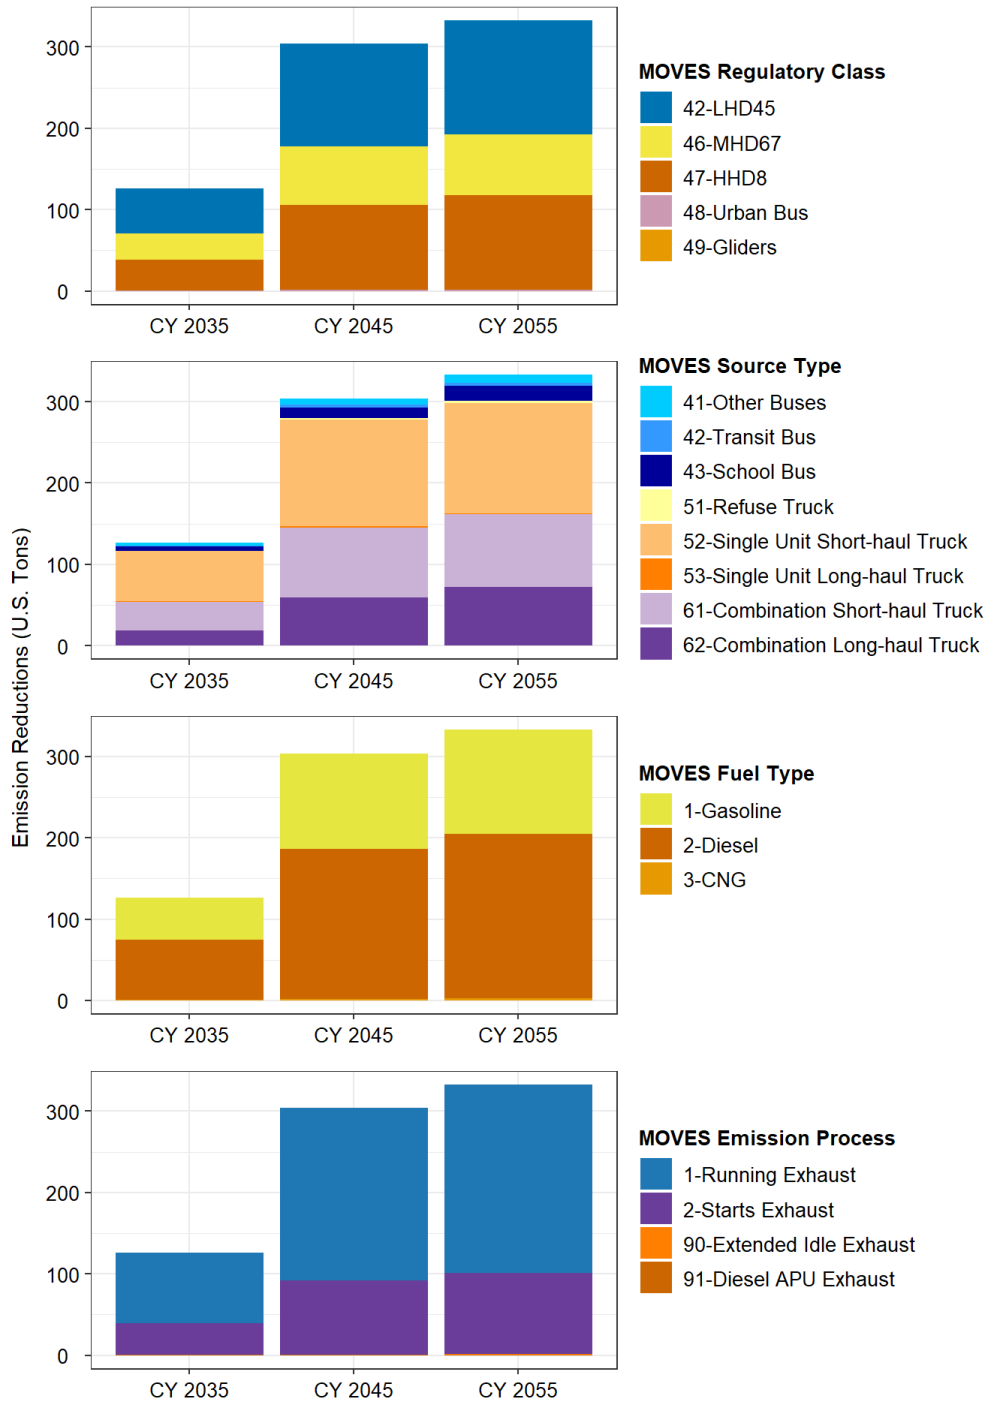 Emission Reductions (U.S. Tons)
300
200
100
0
CY 2035
CY 2045
CY 2055
MOVES Regulatory Class
42-LHD45
46-MHD67
47-HHD8
48-Urban Bus
49-Gliders
300
200
100
0
CY 2035
CY 2045
CY 2055
MOVES Source Type
41-Other Buses
42-Transit Bus
43-School Bus
51-Refuse Truck
52-Single Unit Short-haul Truck
53-Single Unit Long-haul Truck
61-Combination Short-haul Truck
62-Combination Long-haul Truck
300
200
100
0
CY 2035
CY 2045
CY 2055
MOVES Fuel Type
1-Gasoline
2-Diesel
3-CNG
300
200
100
0
CY 2035
CY 2045
CY 2055
MOVES Emission Process
1-Running Exhaust
2-Starts Exhaust
90-Extended Idle Exhaust
91-Diesel APU Exhaust